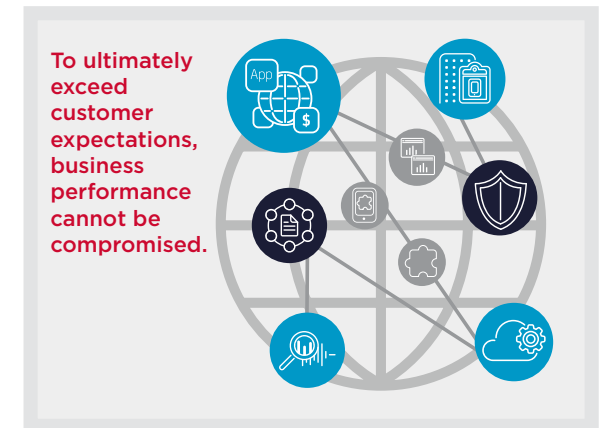 To ultimately
exceed
customer
expectations,
business
performance
cannot be
compromised.
App
$